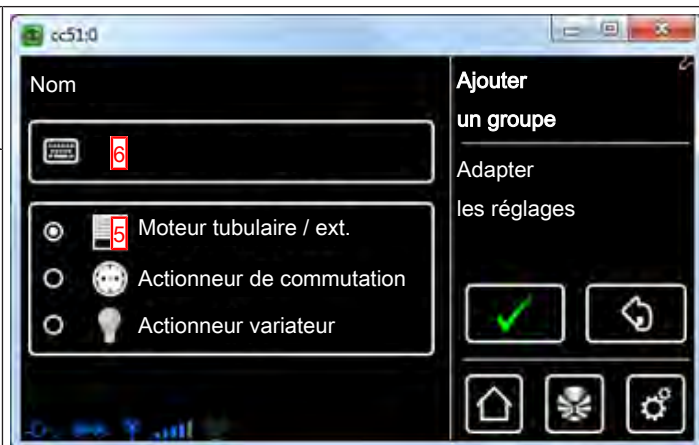 cc51:0
Nom
6
5 Moteur tubulaire / ext.
Actionneur de commutation
Actionneur variateur
Ajouter
un groupe
Adapter
les réglages